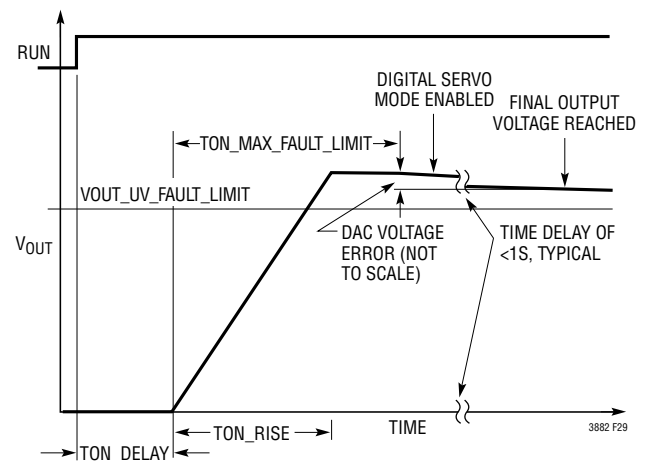 RUN
DIGITAL SERVO
MODE ENABLED
FINAL OUTPUT
VOLTAGE REACHED
TON_MAX_FAULT_LIMIT
VOUT_UV_FAULT_LIMIT
VOUT
DAC VOLTAGE
ERROR (NOT
TO SCALE)
TIME DELAY OF
<1S, TYPICAL
TON_RISE
TIME
3882 F29
TON_DELAY